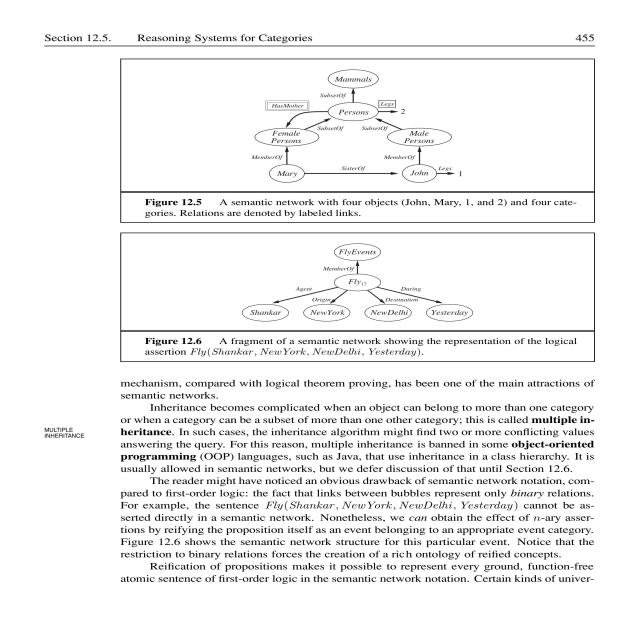 Section 12.5. Reasoning Systems for Categories 455
Mammals
SubsetOf
HasMother
Persons
Legs
2
SubsetOf
SubsetOf
Female
Persons
Male
Persons
MemberOf
MemberOf
Mary
SisterOf
John
Legs
1
Figure 12.5 A semantic network with four objects (John, Mary, 1, and 2) and four cate-
gories. Relations are denoted by labeled links.
FlyEvents
MemberOf
Fly17
Agent
During
Origin
Destination
Shankar
NewYork
NewDelhi
Yesterday
Figure 12.6 A fragment of a semantic network showing the representation of the logical
assertion Fly(Shankar, NewYork, NewDelhi, Yesterday).
mechanism, compared with logical theorem proving, has been one of the main attractions of
semantic networks.
Inheritance becomes complicated when an object can belong to more than one category
or when a category can be a subset of more than one other category; this is called multiple in-
MULTIPLE
INHERITANCE
heritance. In such cases, the inheritance algorithm might find two or more conflicting values
answering the query. For this reason, multiple inheritance is banned in some object-oriented
programming (OOP) languages, such as Java, that use inheritance in a class hierarchy. It is
usually allowed in semantic networks, but we defer discussion of that until Section 12.6.
The reader might have noticed an obvious drawback of semantic network notation, com-
pared to first-order logic: the fact that links between bubbles represent only binary relations.
For example, the sentence Fly(Shankar, NewYork, NewDelhi, Yesterday) cannot be as-
serted directly in a semantic network. Nonetheless, we can obtain the effect of n-ary asser-
tions by reifying the proposition itself as an event belonging to an appropriate event category.
Figure 12.6 shows the semantic network structure for this particular event. Notice that the
restriction to binary relations forces the creation of a rich ontology of reified concepts.
Reification of propositions makes it possible to represent every ground, function-free
atomic sentence of first-order logic in the semantic network notation. Certain kinds of univer-